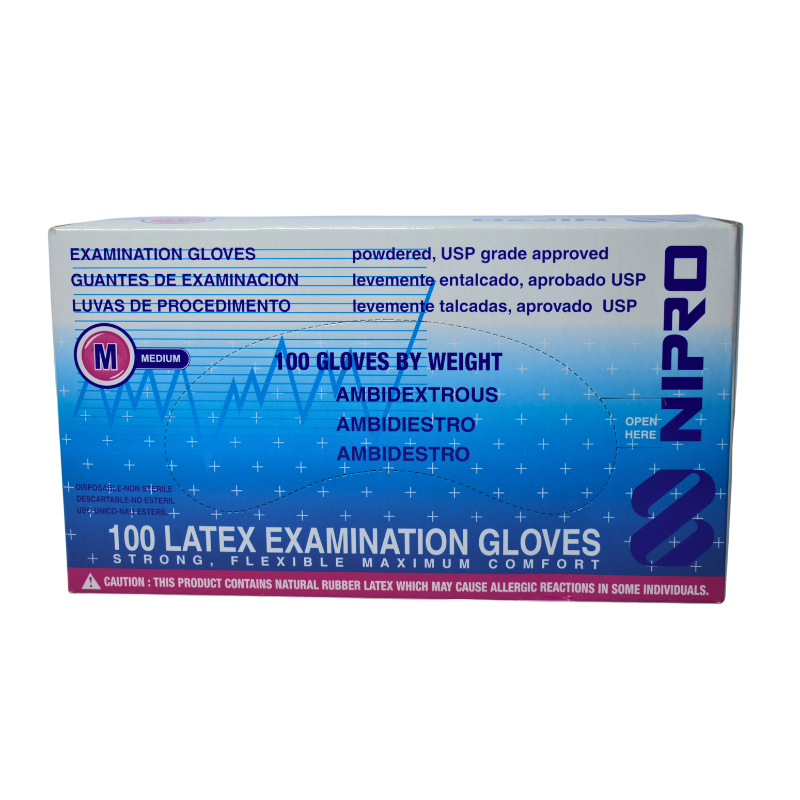 EXAMINATION GLOVES
powdered, USP grade approved
GUANTES DE EXAMINACION
levemente entalcado, aprobado USP
LUVAS DE PROCEDIMENTO
levemente talcadas, aprovado USP
NIPRO
M
MEDIUM
100 GLOVES BY WEIGHT
AMBIDEXTROUS
AMBIDIESTRO
AMBIDESTRO
OPEN
HERE
DISPOSABLE-NON STERILE
DESCARTABLE-NO ESTERIL
USO UNICO-NAO ESTERIL
100 LATEX EXAMINATION GLOVES
STRONG, FLEXIBLE MAXIMUM COMFORT
CAUTION : THIS PRODUCT CONTAINS NATURAL RUBBER LATEX WHICH MAY CAUSE ALLERGIC REACTIONS IN SOME INDIVIDUALS.